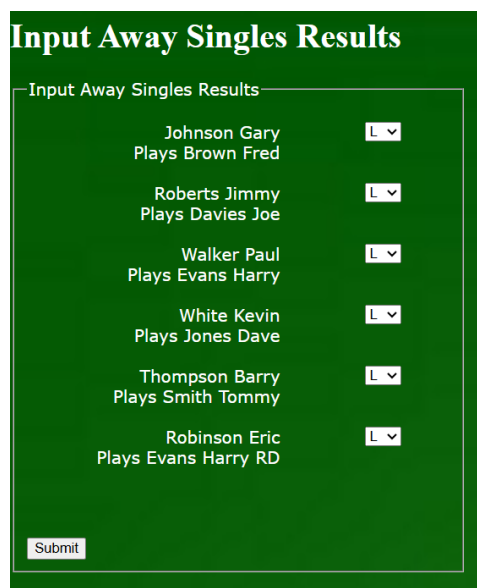 Input Away Singles Results
Input Away Singles Results
Johnson Gary L
Plays Brown Fred
Roberts Jimmy L
Plays Davies Joe
Walker Paul L
Plays Evans Harry
White Kevin L
Plays Jones Dave
Thompson Barry L
Plays Smith Tommy
Robinson Eric L
Plays Evans Harry RD
Submit